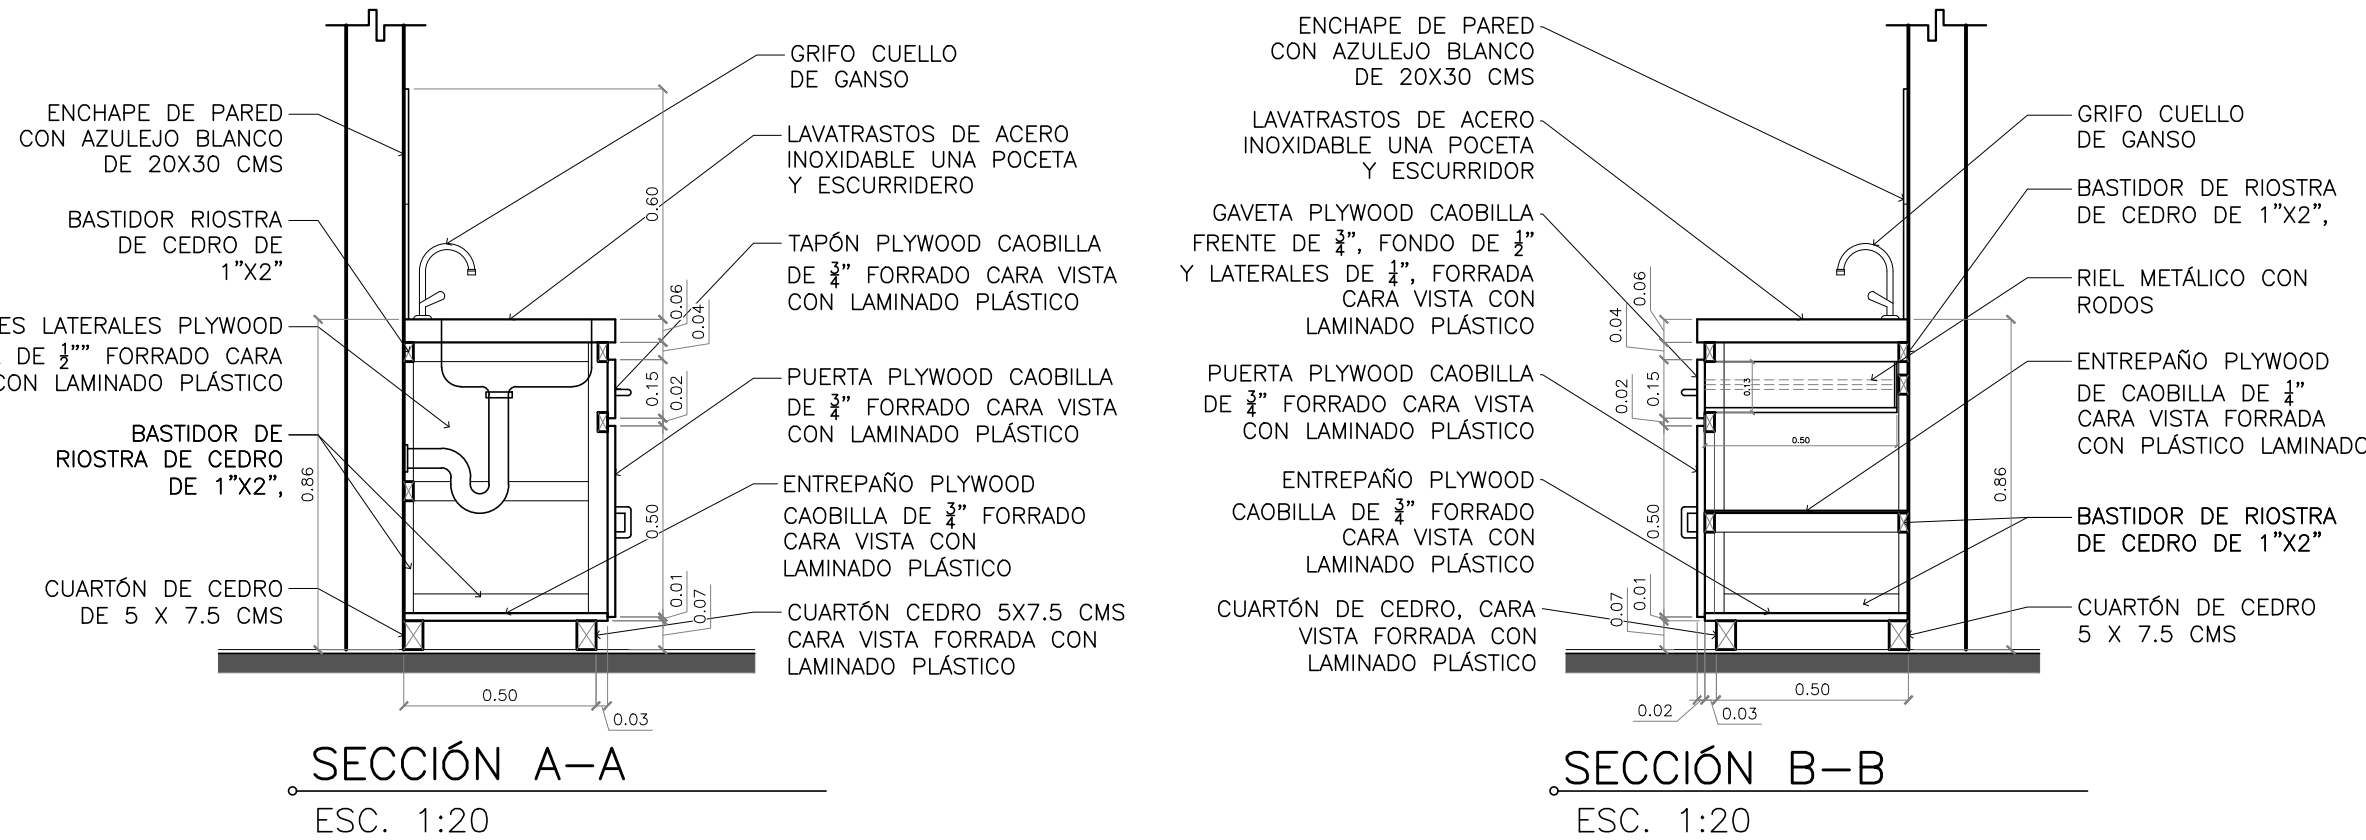 ENCHAPE DE PARED
CON AZULEJO BLANCO
DE 20X30 CMS
BASTIDOR RIOSTRA
DE CEDRO DE
1"X2"
ES LATERALES PLYWOOD
DE 1/2"" FORRADO CARA
CON LAMINADO PLÁSTICO
BASTIDOR DE
RIOSTRA DE CEDRO
DE 1"X2",
CUARTÓN DE CEDRO
DE 5 X 7.5 CMS
0.86
GRIFO CUELLO
DE GANSO
LAVATRASTOS DE ACERO
INOXIDABLE UNA POCETA
Y ESCURRIDERO
TAPÓN PLYWOOD CAOBILLA
DE 3/4" FORRADO CARA VISTA
CON LAMINADO PLÁSTICO
PUERTA PLYWOOD CAOBILLA
DE 3/4" FORRADO CARA VISTA
CON LAMINADO PLÁSTICO
ENTREPAÑO PLYWOOD
CAOBILLA DE 3/4" FORRADO
CARA VISTA CON
LAMINADO PLÁSTICO
CUARTÓN CEDRO 5X7.5 CMS
CARA VISTA FORRADA CON
LAMINADO PLÁSTICO
0.60
0.06
0.04
0.15
0.02
0.50
0.01
0.07
0.50
0.03
SECCIÓN A-A
ESC. 1:20
ENCHAPE DE PARED
CON AZULEJO BLANCO
DE 20X30 CMS
LAVATRASTOS DE ACERO
INOXIDABLE UNA POCETA
Y ESCURRIDOR
GAVETA PLYWOOD CAOBILLA
FRENTE DE 3/4", FONDO DE 1/2"
Y LATERALES DE 1/4", FORRADA
CARA VISTA CON
LAMINADO PLÁSTICO
PUERTA PLYWOOD CAOBILLA
DE 3/4" FORRADO CARA VISTA
CON LAMINADO PLÁSTICO
ENTREPAÑO PLYWOOD
CAOBILLA DE 3/4" FORRADO
CARA VISTA CON
LAMINADO PLÁSTICO
CUARTÓN DE CEDRO, CARA
VISTA FORRADA CON
LAMINADO PLÁSTICO
0.06
0.04
0.15
0.02
0.50
0.01
0.07
0.13
0.50
0.86
GRIFO CUELLO
DE GANSO
BASTIDOR DE RIOSTRA
DE CEDRO DE 1"X2",
RIEL METÁLICO CON
RODOS
ENTREPAÑO PLYWOOD
DE CAOBILLA DE 1/4"
CARA VISTA FORRADA
CON PLÁSTICO LAMINADO
BASTIDOR DE RIOSTRA
DE CEDRO DE 1"X2"
CUARTÓN DE CEDRO
5 X 7.5 CMS
0.02
0.03
0.50
SECCIÓN B-B
ESC. 1:20